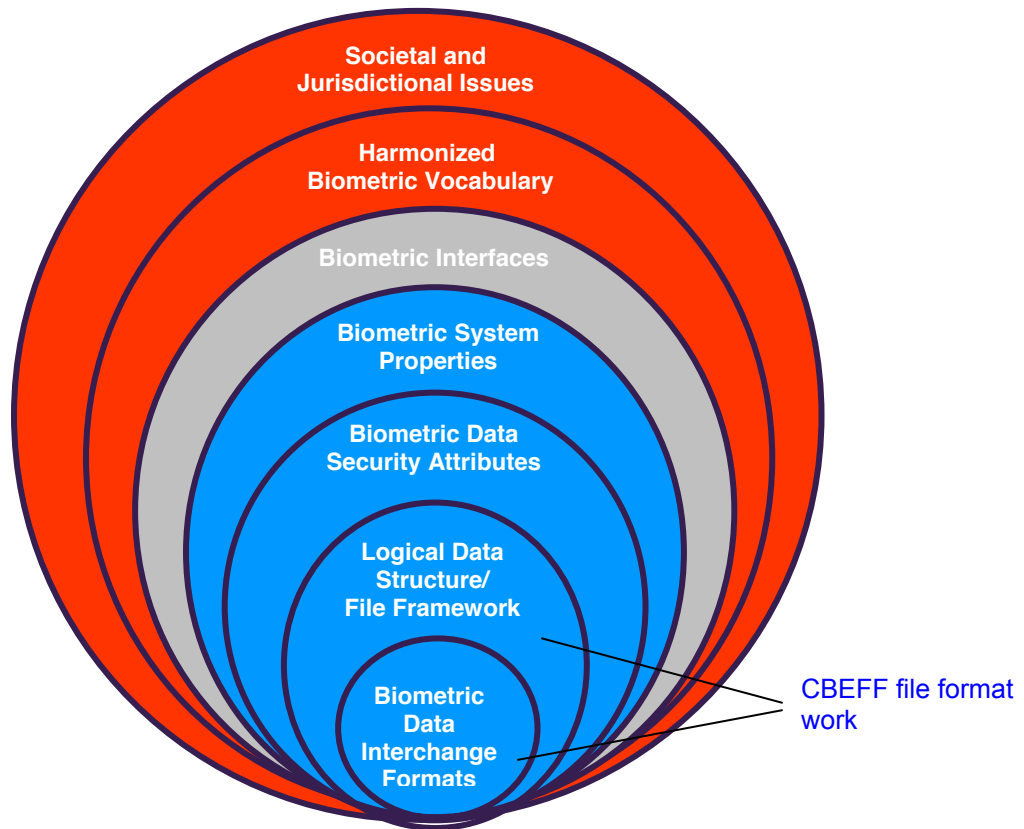 Societal and
Jurisdictional Issues
Harmonized
Biometric Vocabulary
Biometric Interfaces
Biometric System
Properties
Biometric Data
Security Attributes
Logical Data
Structure/
File Framework
Biometric
Data
Interchange
Formats
CBEFF file format
work